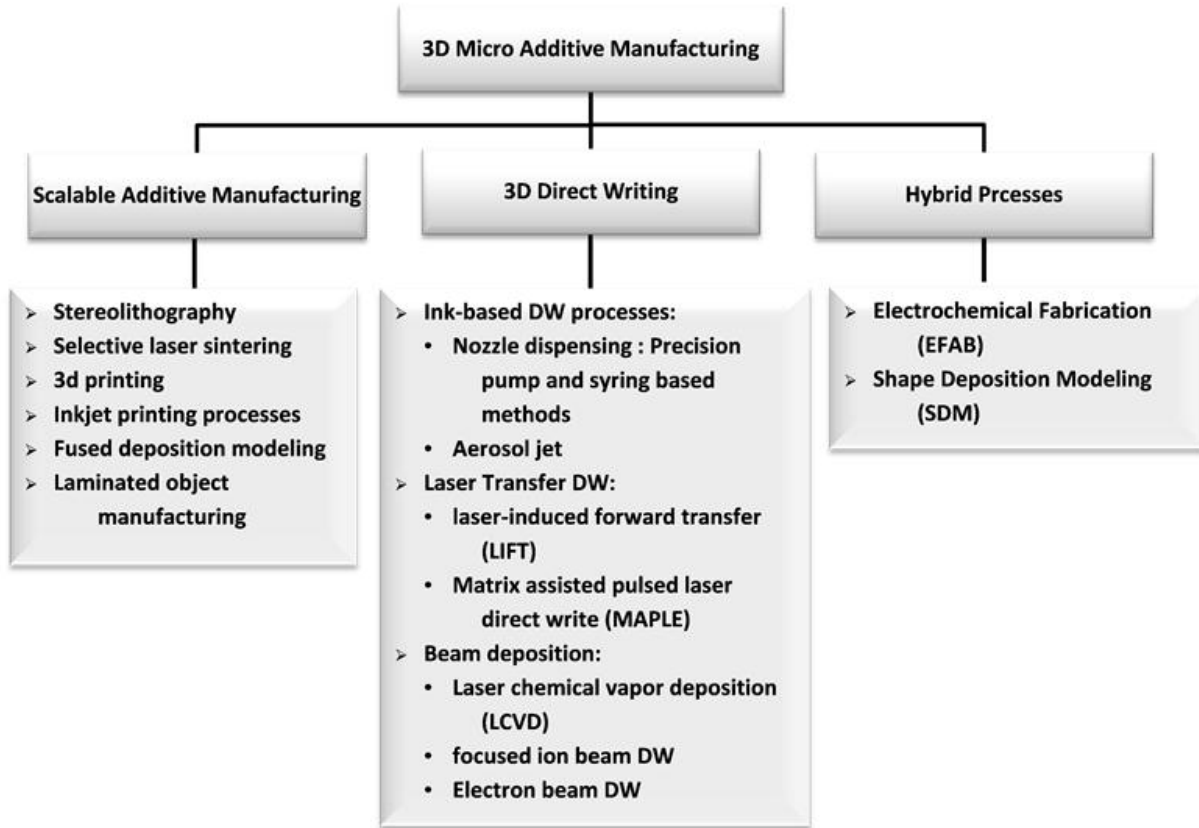 3D Micro Additive Manufacturing
Scalable Additive Manufacturing
3D Direct Writing
Hybrid Prcesses
➢ Stereolithography
➢ Selective laser sintering
➢ 3d printing
➢ Inkjet printing processes
➢ Fused deposition modeling
➢ Laminated object
manufacturing
➢ Ink-based DW processes:
• Nozzle dispensing : Precision
pump and syring based
methods
• Aerosol jet
➢ Laser Transfer DW:
• laser-induced forward transfer
(LIFT)
• Matrix assisted pulsed laser
direct write (MAPLE)
➢ Beam deposition:
• Laser chemical vapor deposition
(LCVD)
• focused ion beam DW
• Electron beam DW
➢ Electrochemical Fabrication
(EFAB)
➢ Shape Deposition Modeling
(SDM)